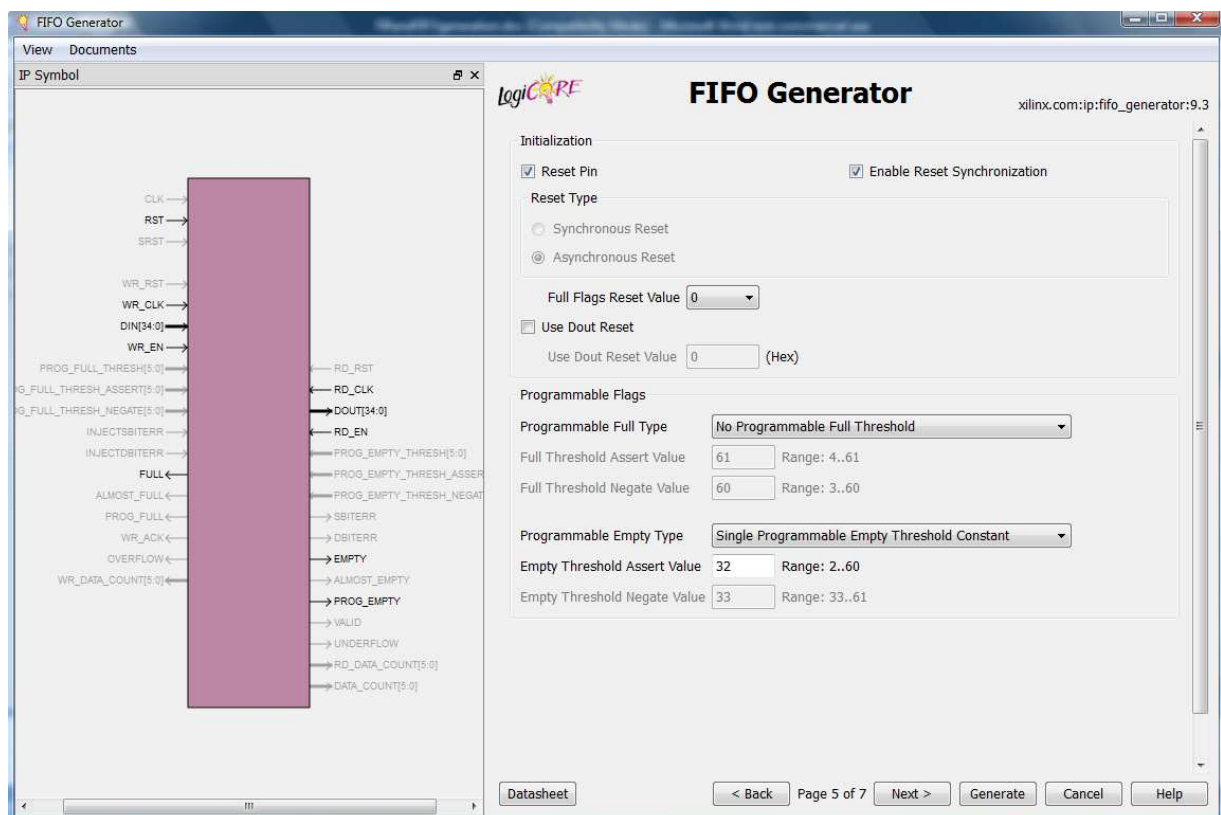 FIFO Generator
View Documents
IP Symbol
CLK
RST
SRST
WR_RST
WR_CLK
DIN[34:0]
WR_EN
PROG_FULL_THRESH[5:0]
G_FULL_THRESH_ASSERT[5:0]
G_FULL_THRESH_NEGATE[5:0]
INJECTSBITERR
INJECTDBITERR
FULL
ALMOST_FULL
PROG_FULL
WR_ACK
OVERFLOW
WR_DATA_COUNT[5:0]
RD_RST
RD_CLK
DOUT[34:0]
RD_EN
PROG_EMPTY_THRESH[5:0]
PROG_EMPTY_THRESH_ASSER
PROG_EMPTY_THRESH_NEGAT
SBITERR
DBITERR
EMPTY
ALMOST_EMPTY
PROG_EMPTY
VALID
UNDERFLOW
RD_DATA_COUNT[5:0]
DATA_COUNT[5:0]
logiCORE
FIFO Generator
xilinx.com:ip:fifo_generator:9.3
Initialization
Reset Pin Enable Reset Synchronization
Reset Type
Synchronous Reset
Asynchronous Reset
Full Flags Reset Value 0
Use Dout Reset
Use Dout Reset Value 0 (Hex)
Programmable Flags
Programmable Full Type No Programmable Full Threshold
Full Threshold Assert Value 61 Range: 4..61
Full Threshold Negate Value 60 Range: 3..60
Programmable Empty Type Single Programmable Empty Threshold Constant
Empty Threshold Assert Value 32 Range: 2..60
Empty Threshold Negate Value 33 Range: 33..61
Datasheet < Back Page 5 of 7 Next > Generate Cancel Help